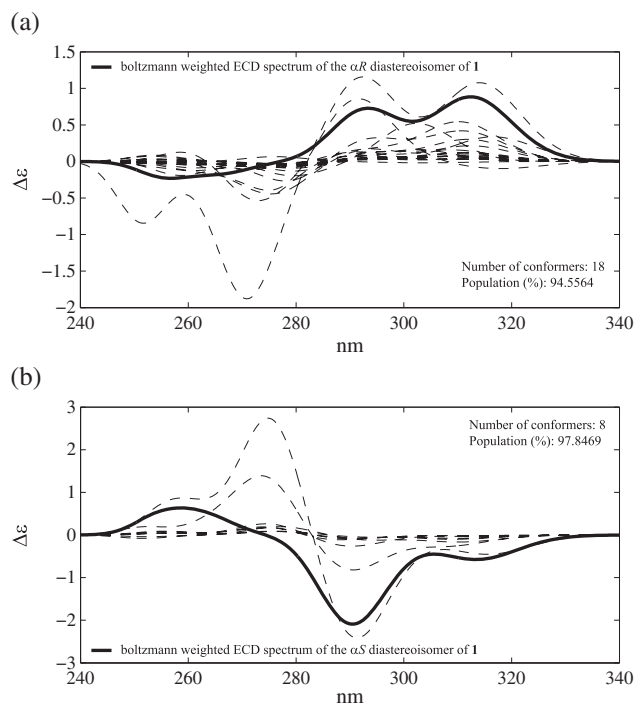 (a)
1.5
1
0.5
0
−0.5
−1
−1.5
−2
Δε
boltzmann weighted ECD spectrum of the αR diastereoisomer of 1
Number of conformers: 18
Population (%): 94.5564
240 260 280 300 320 340
nm
(b)
3
2
1
0
−1
−2
−3
Δε
Number of conformers: 8
Population (%): 97.8469
boltzmann weighted ECD spectrum of the αS diastereoisomer of 1
240 260 280 300 320 340
nm